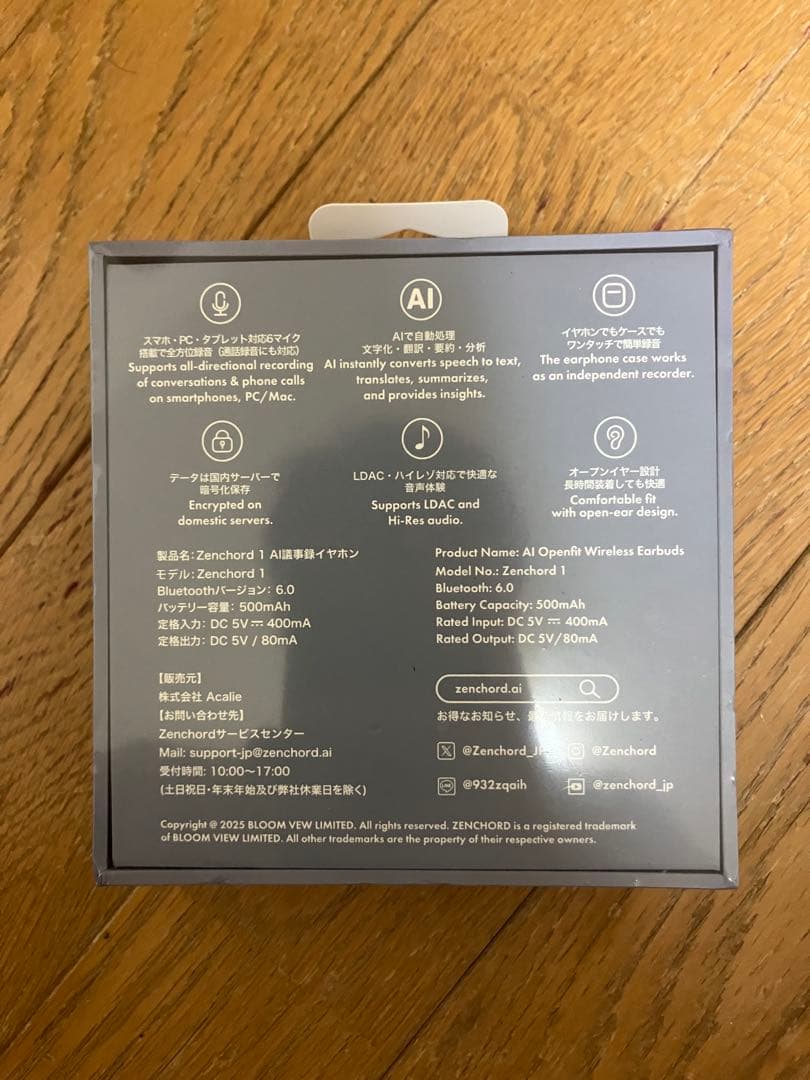 スマホ・PC・タブレット対応6マイク
搭載で全方位録音（通話録音にも対応）
Supports all-directional recording
of conversations & phone calls
on smartphones, PC/Mac.
AI
AIで自動処理
文字化・翻訳・要約・分析
AI instantly converts speech to text,
translates, summarizes,
and provides insights.
イヤホンでもケースでも
ワンタッチで簡単録音
The earphone case works
as an independent recorder.
データは国内サーバーで
暗号化保存
Encrypted on
domestic servers.
LDAC・ハイレゾ対応で快適な
音声体験
Supports LDAC and
Hi-Res audio.
オープンイヤー設計
長時間装着しても快適
Comfortable fit
with open-ear design.
製品名：Zenchord 1 AI議事録イヤホン
モデル：Zenchord 1
Bluetoothバージョン：6.0
バッテリー容量：500mAh
定格入力：DC 5V⎓400mA
定格出力：DC 5V / 80mA
Product Name: AI Openfit Wireless Earbuds
Model No.: Zenchord 1
Bluetooth: 6.0
Battery Capacity: 500mAh
Rated Input: DC 5V ⎓ 400mA
Rated Output: DC 5V/80mA
【販売元】
株式会社 Acalie
【お問い合わせ先】
Zenchordサービスセンター
Mail: support-jp@zenchord.ai
受付時間: 10:00〜17:00
(土日祝日・年末年始及び弊社休業日を除く)
zenchord.ai
お得なお知らせ、最新情報をお届けします。
@Zenchord_JP
@Zenchord
LINE
@932zqaih
@zenchord_jp
Copyright @ 2025 BLOOM VEW LIMITED. All rights reserved. ZENCHORD is a registered trademark
of BLOOM VIEW LIMITED. All other trademarks are the property of their respective owners.